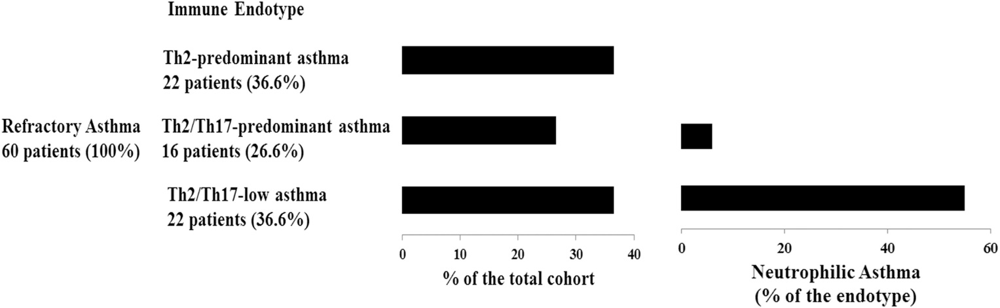 Immune Endotype
Th2-predominant asthma
22 patients (36.6%)
Refractory Asthma
60 patients (100%)
Th2/Th17-predominant asthma
16 patients (26.6%)
Th2/Th17-low asthma
22 patients (36.6%)
0 10 20 30 40
% of the total cohort
0 20 40 60
Neutrophilic Asthma
(% of the endotype)